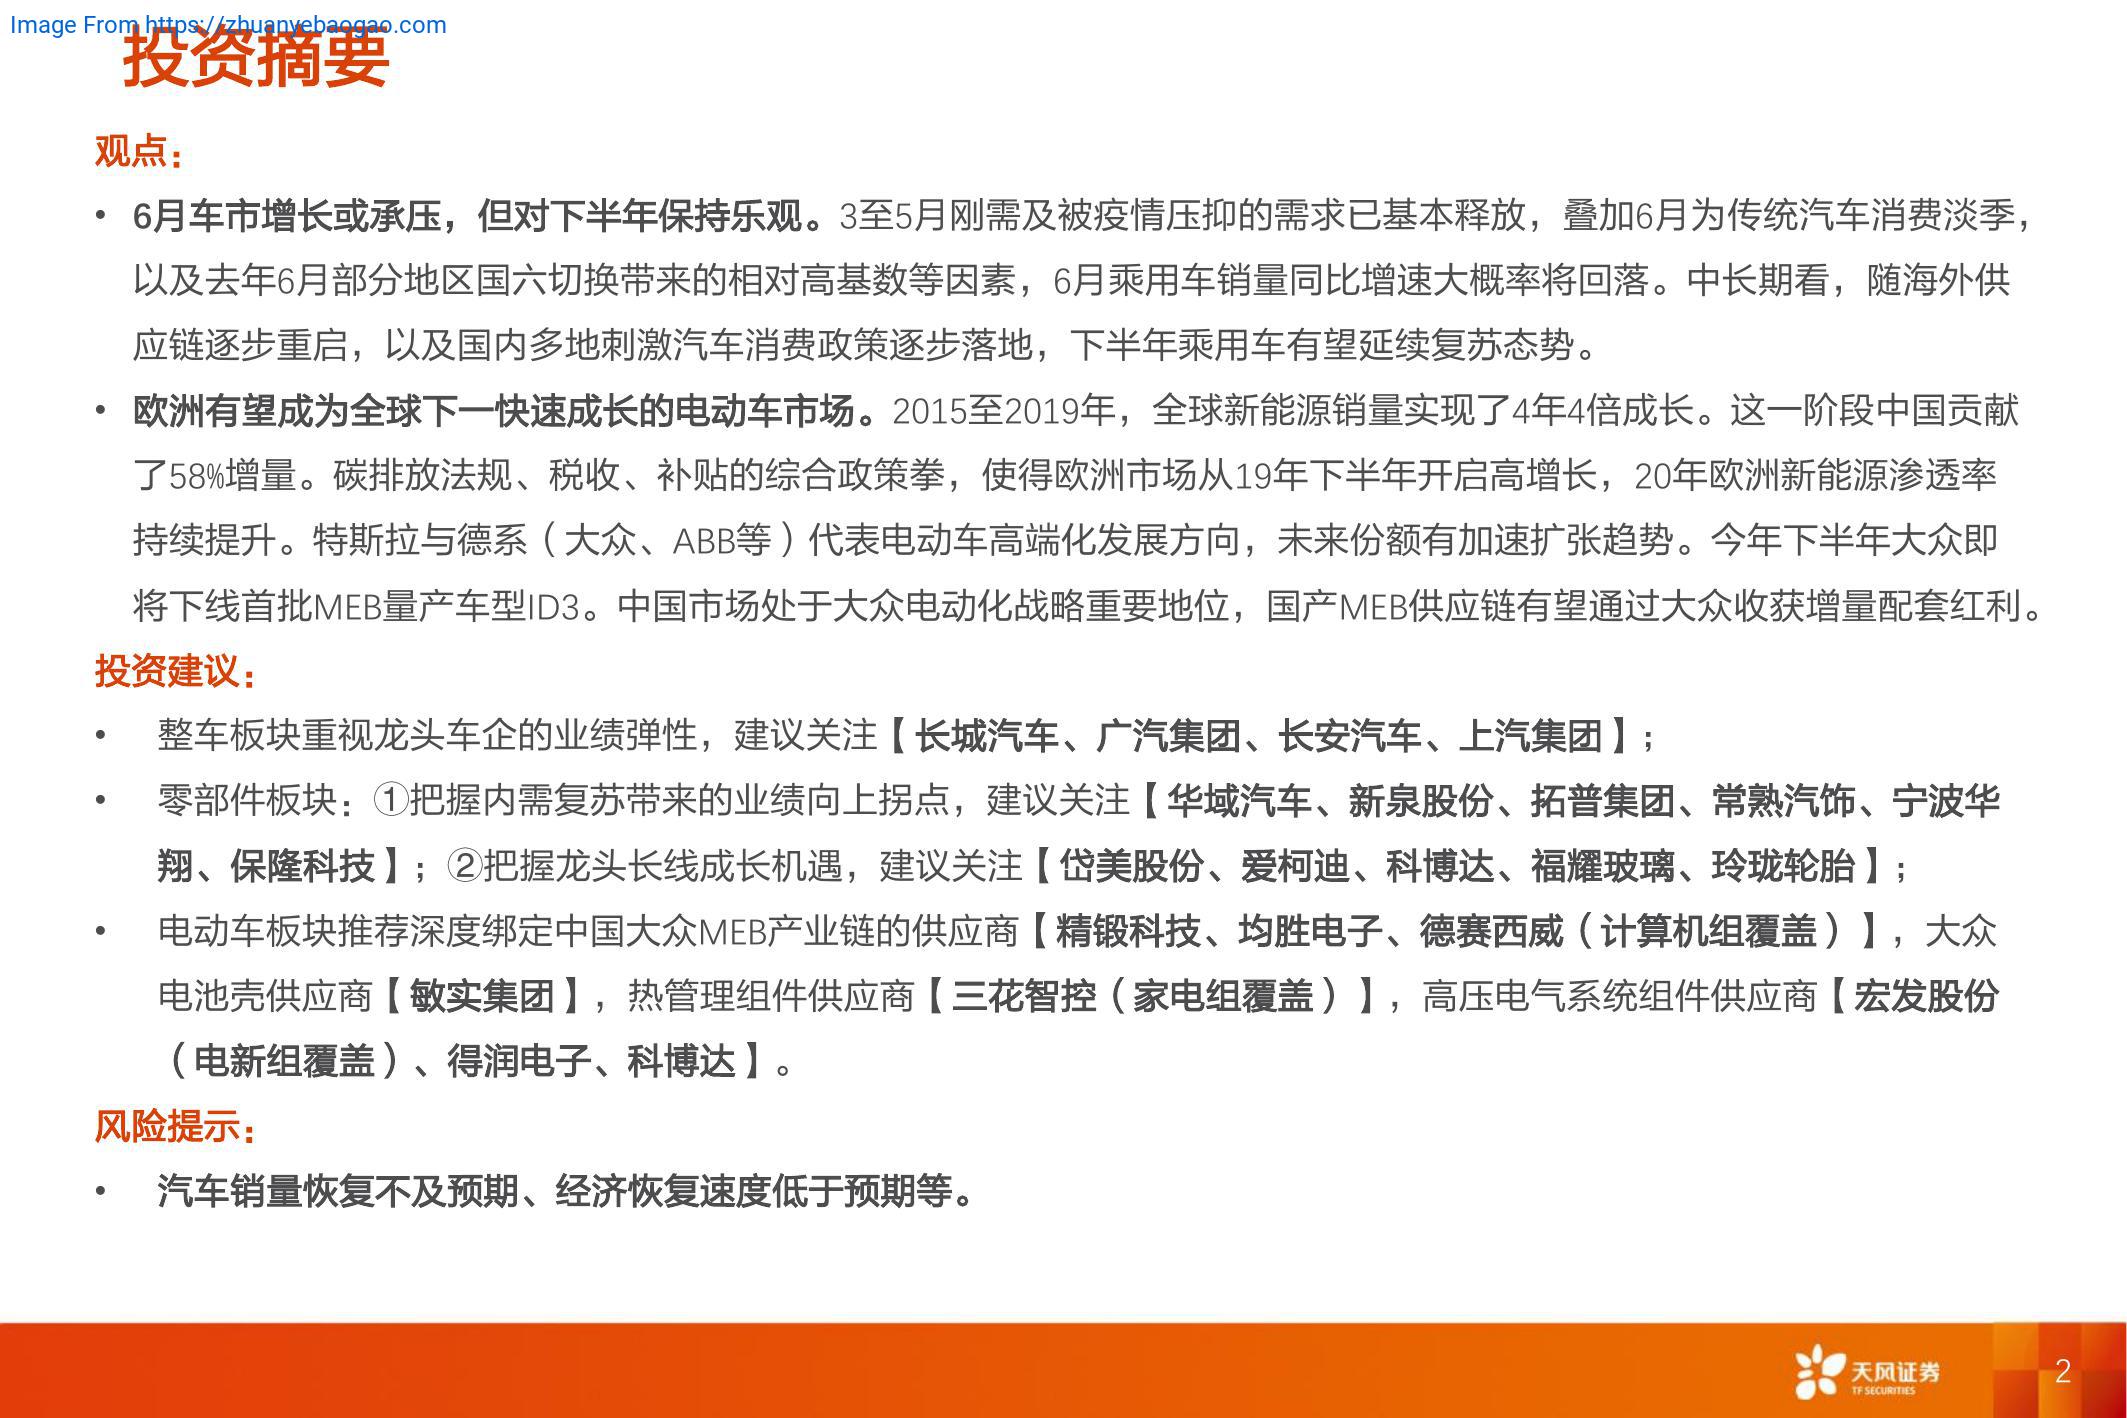 Image From https://zhuanyebaogao.com
投资摘要
观点：
• 6月车市增长或承压，但对下半年保持乐观。3至5月刚需及被疫情压抑的需求已基本释放，叠加6月为传统汽车消费淡季，
以及去年6月部分地区国六切换带来的相对高基数等因素，6月乘用车销量同比增速大概率将回落。中长期看，随海外供
应链逐步重启，以及国内多地刺激汽车消费政策逐步落地，下半年乘用车有望延续复苏态势。
• 欧洲有望成为全球下一快速成长的电动车市场。2015至2019年，全球新能源销量实现了4年4倍成长。这一阶段中国贡献
了58%增量。碳排放法规、税收、补贴的综合政策拳，使得欧洲市场从19年下半年开启高增长，20年欧洲新能源渗透率
持续提升。特斯拉与德系（大众、ABB等）代表电动车高端化发展方向，未来份额有加速扩张趋势。今年下半年大众即
将下线首批MEB量产车型ID3。中国市场处于大众电动化战略重要地位，国产MEB供应链有望通过大众收获增量配套红利。
投资建议：
• 整车板块重视龙头车企的业绩弹性，建议关注【长城汽车、广汽集团、长安汽车、上汽集团】；
• 零部件板块：①把握内需复苏带来的业绩向上拐点，建议关注【华域汽车、新泉股份、拓普集团、常熟汽饰、宁波华
翔、保隆科技】；②把握龙头长线成长机遇，建议关注【岱美股份、爱柯迪、科博达、福耀玻璃、玲珑轮胎】；
• 电动车板块推荐深度绑定中国大众MEB产业链的供应商【精锻科技、均胜电子、德赛西威（计算机组覆盖）】，大众
电池壳供应商【敏实集团】，热管理组件供应商【三花智控（家电组覆盖）】，高压电气系统组件供应商【宏发股份
（电新组覆盖）、得润电子、科博达】。
风险提示：
• 汽车销量恢复不及预期、经济恢复速度低于预期等。
天风证券
TF SECURITIES
2